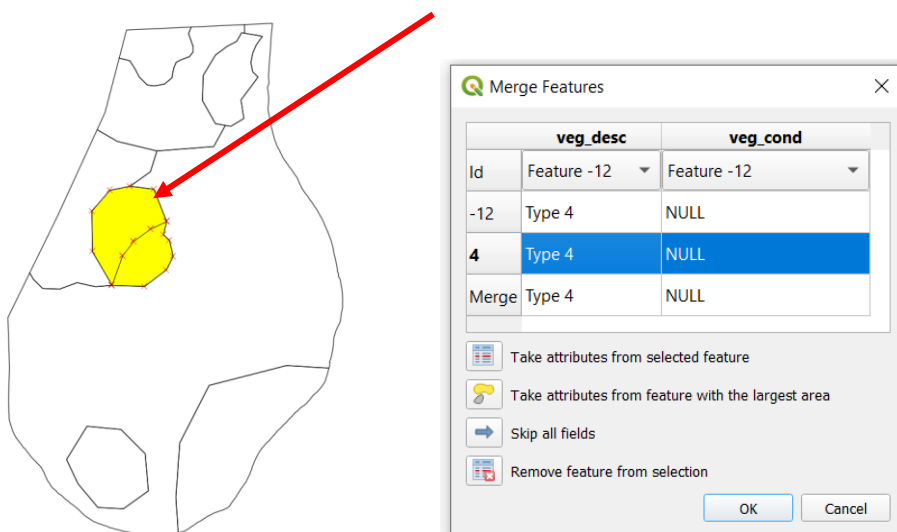 Merge Features
veg_desc veg_cond
Id Feature -12 Feature -12
-12 Type 4 NULL
4 Type 4 NULL
Merge Type 4 NULL
Take attributes from selected feature
Take attributes from feature with the largest area
Skip all fields
Remove feature from selection
OK Cancel